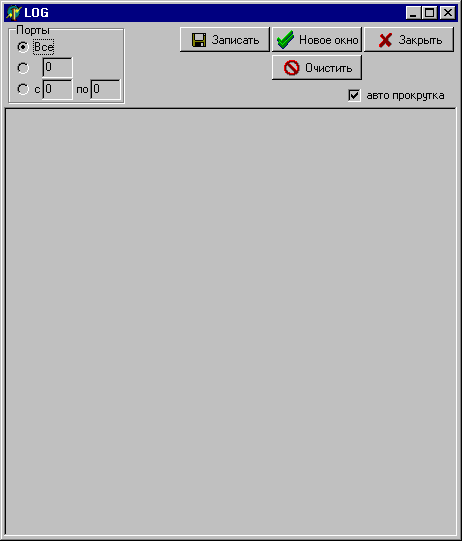 LOG
Порты
Все
0
с 0 по 0
Записать
Новое окно
Закрыть
Очистить
авто прокрутка